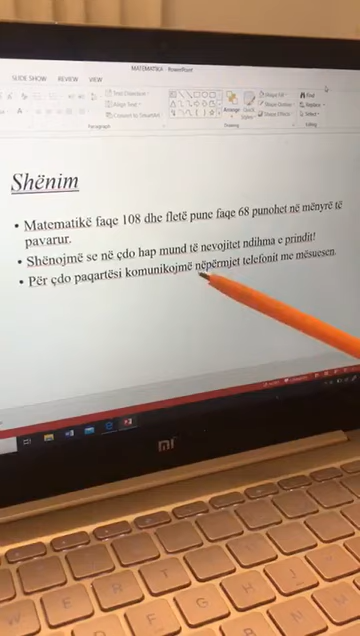 MATEMATIKA - PowerPoint
SLIDE SHOW REVIEW VIEW
Text Direction
Align Text
Convert to SmartArt
Arrange
Quick
Shape Fill
Shape Outline
Shape Effects
Find
Replace
Select
Paragraph
Drawing
Editing
Shënim
• Matematikë faqe 108 dhe fletë pune faqe 68 punohet në mënyrë të
pavarur.
• Shënojmë se në çdo hap mund të nevojitet ndihma e prindit!
• Për çdo paqartësi komunikojmë nëpërmjet telefonit me mësuesen.
mi
E R T
F G H J
V B N